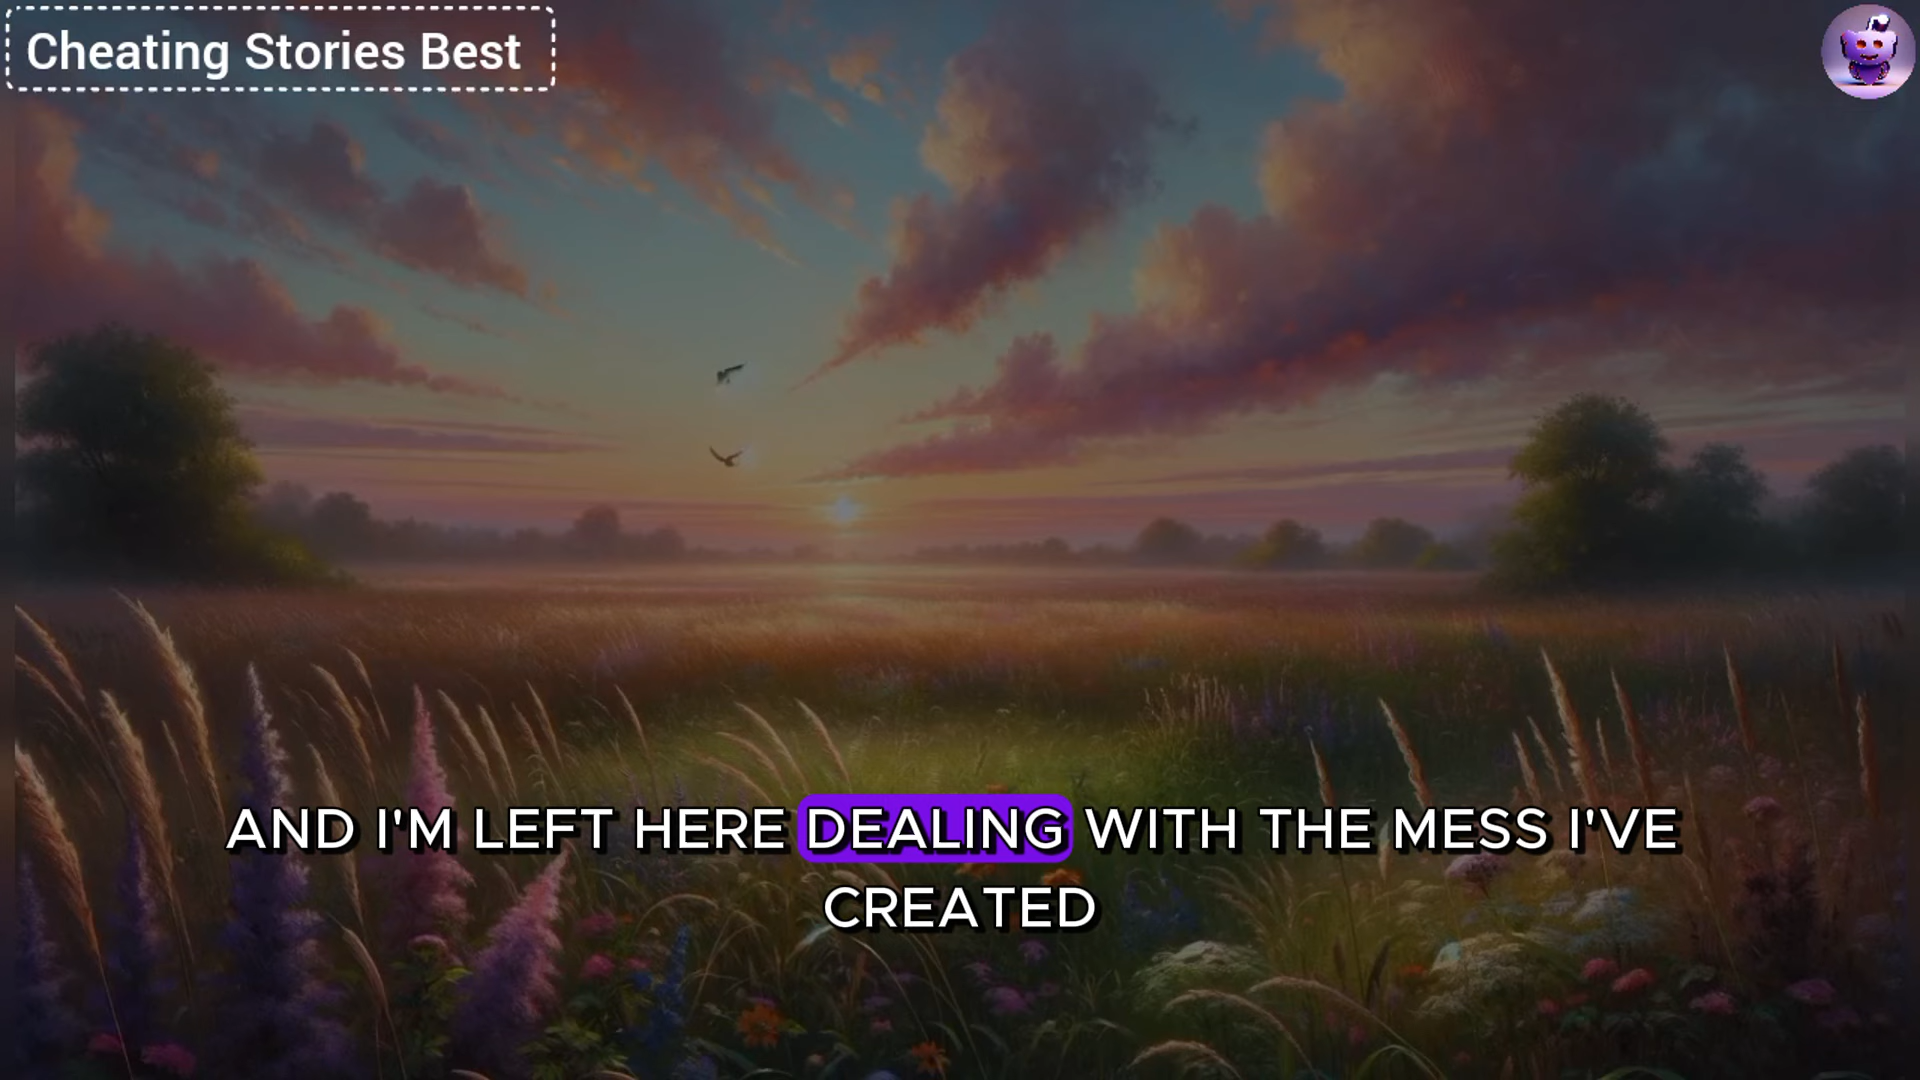 Cheating Stories Best
AND I'M LEFT HERE DEALING WITH THE MESS I'VE
CREATED